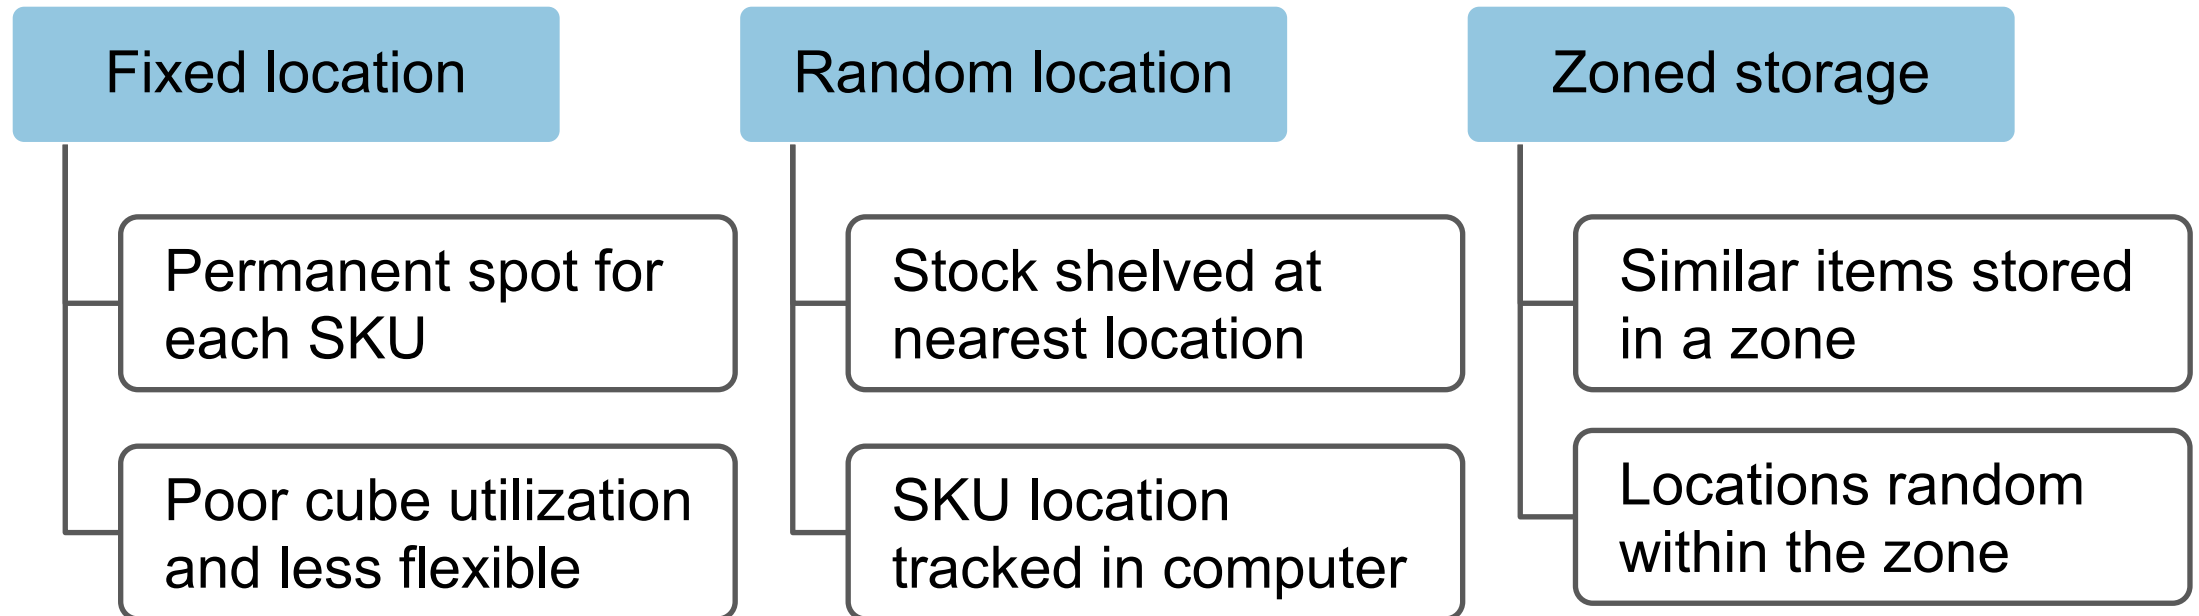 Fixed location
Permanent spot for
each SKU
Poor cube utilization
and less flexible
Random location
Stock shelved at
nearest location
SKU location
tracked in computer
Zoned storage
Similar items stored
in a zone
Locations random
within the zone